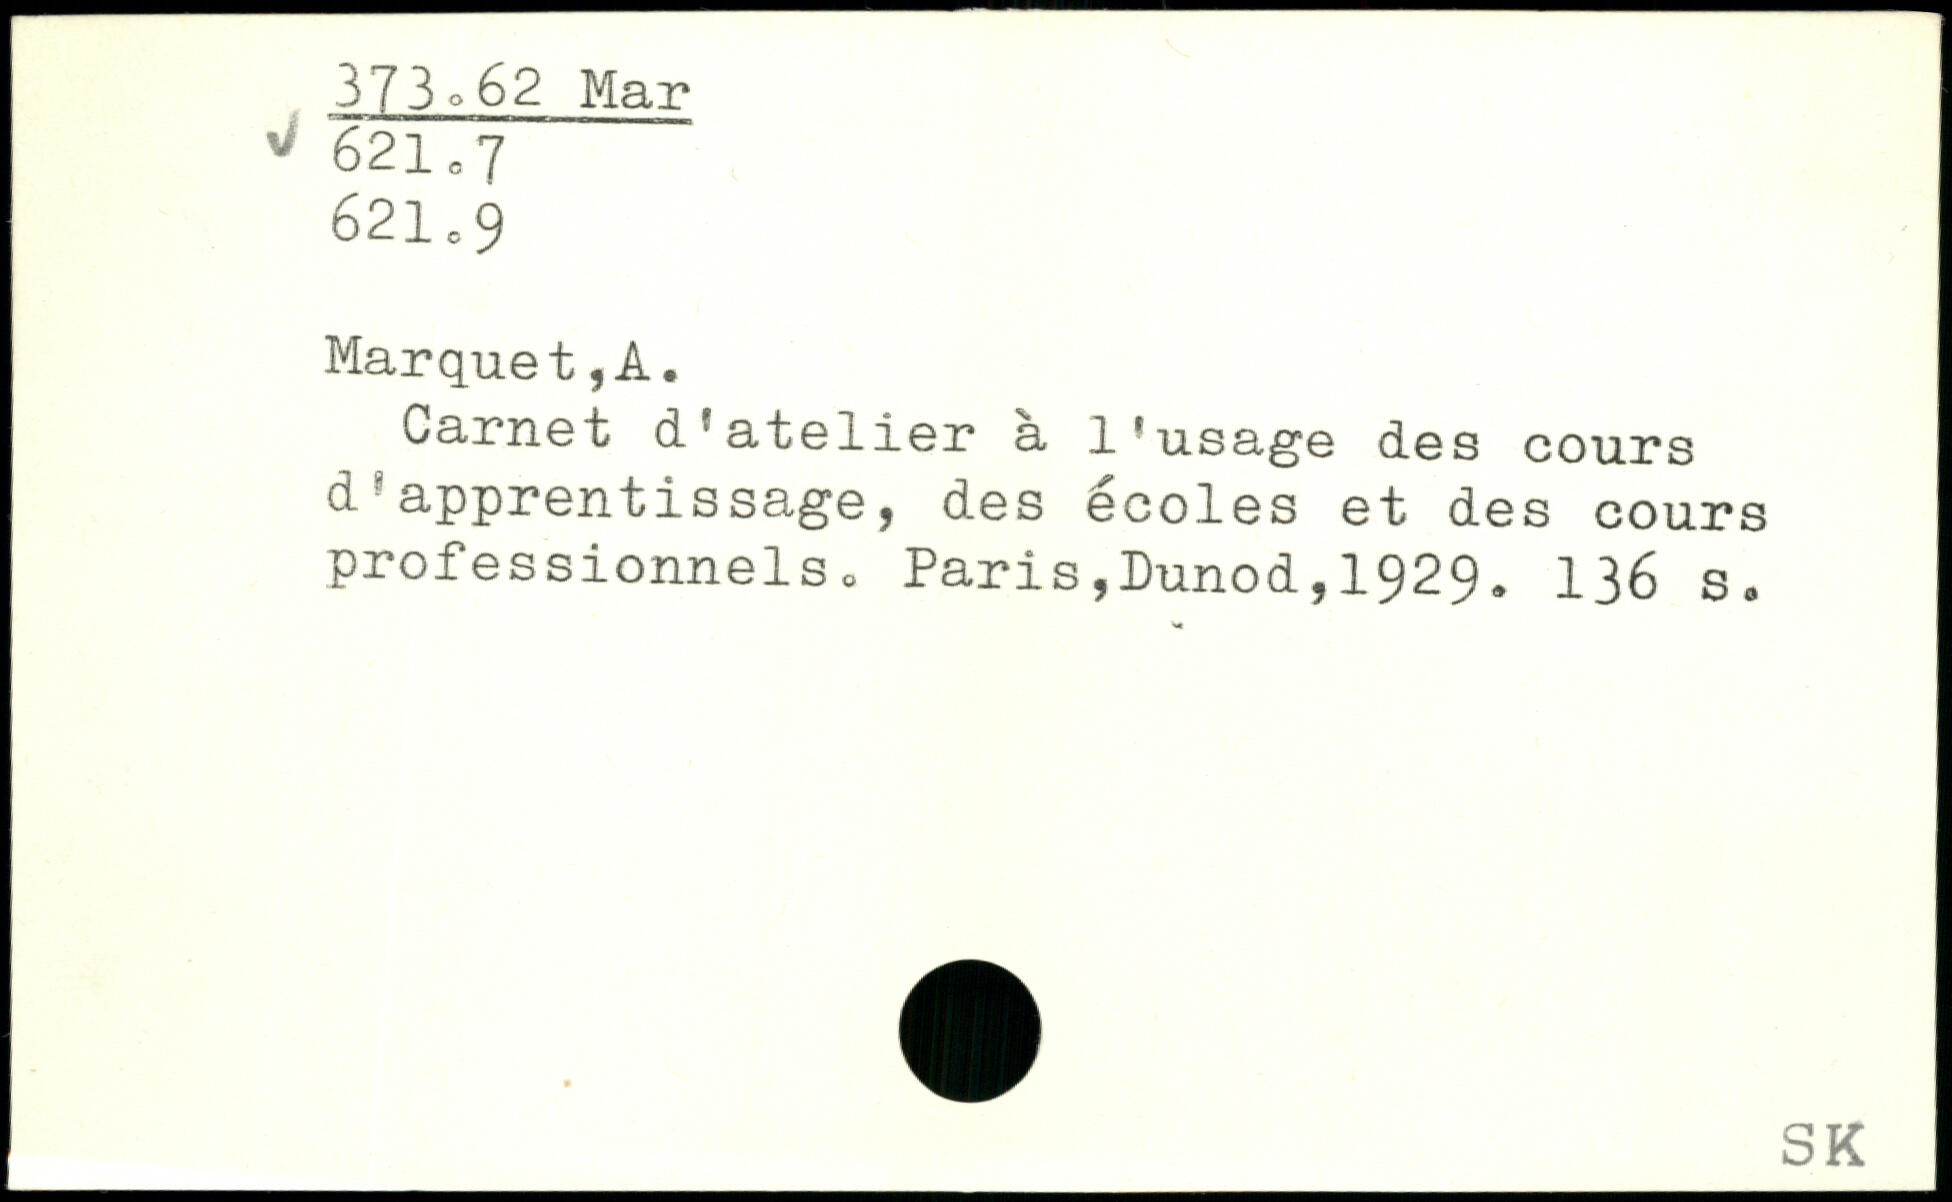 373.62 Mar
621.7
621.9
Marquet,A.
Carnet d'atelier à l'usage des cours
d'apprentissage, des écoles et des cours
professionnels. Paris,Dunod,1929. 136 s.
SK